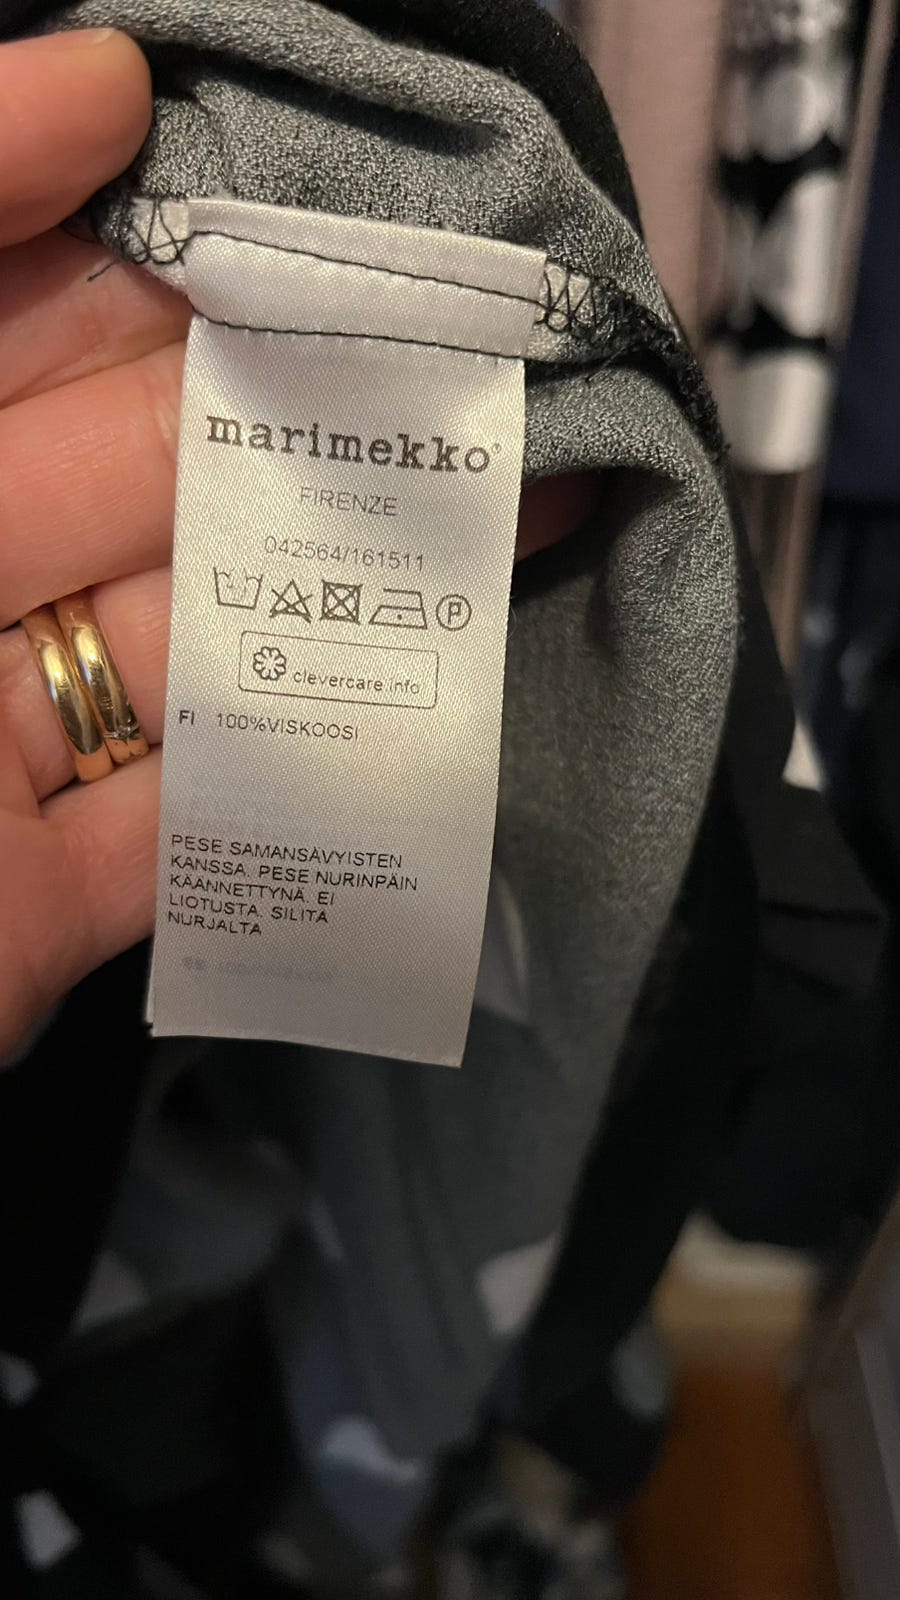 marimekko®
FIRENZE
042564/161511
P
clevercare.info
FI 100%VISKOOSI
PESE SAMANSÄVYISTEN
KANSSA. PESE NURINPÄIN
KÄÄNNETTYNÄ. EI
LIOTUSTA. SILITÄ
NURJALTA